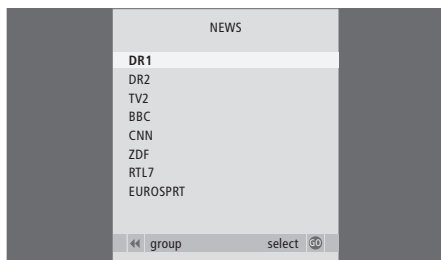 NEWS
DR1
DR2
TV2
BBC
CNN
ZDF
RTL7
EUROSPRT
group select GO